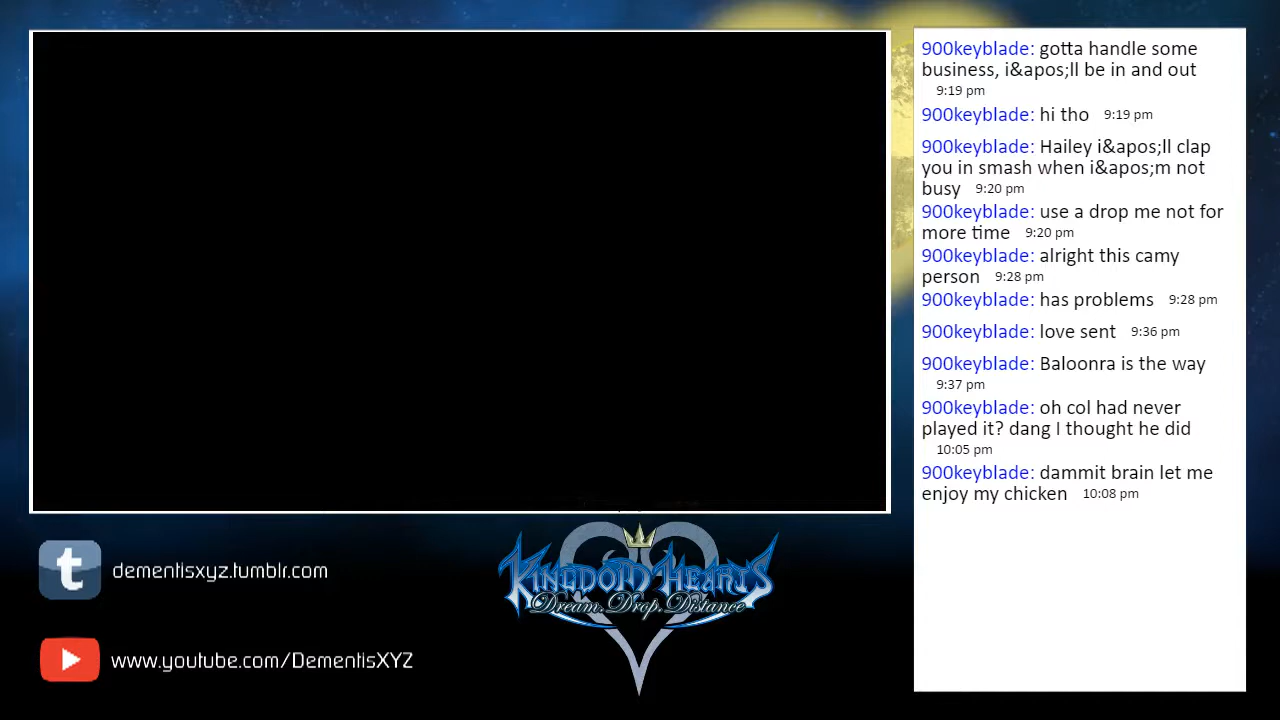 900keyblade: gotta handle some
business, i&apos;ll be in and out
9:19 pm
900keyblade: hi tho 9:19 pm
900keyblade: Hailey i&apos;ll clap
you in smash when i&apos;m not
busy 9:20 pm
900keyblade: use a drop me not for
more time 9:20 pm
900keyblade: alright this camy
person 9:28 pm
900keyblade: has problems 9:28 pm
900keyblade: love sent 9:36 pm
900keyblade: Baloonra is the way
9:37 pm
900keyblade: oh col had never
played it? dang I thought he did
10:05 pm
900keyblade: dammit brain let me
enjoy my chicken 10:08 pm
t dementisxyz.tumblr.com
www.youtube.com/DementisXYZ
KINGDOM HEARTS
Dream. Drop. Distance